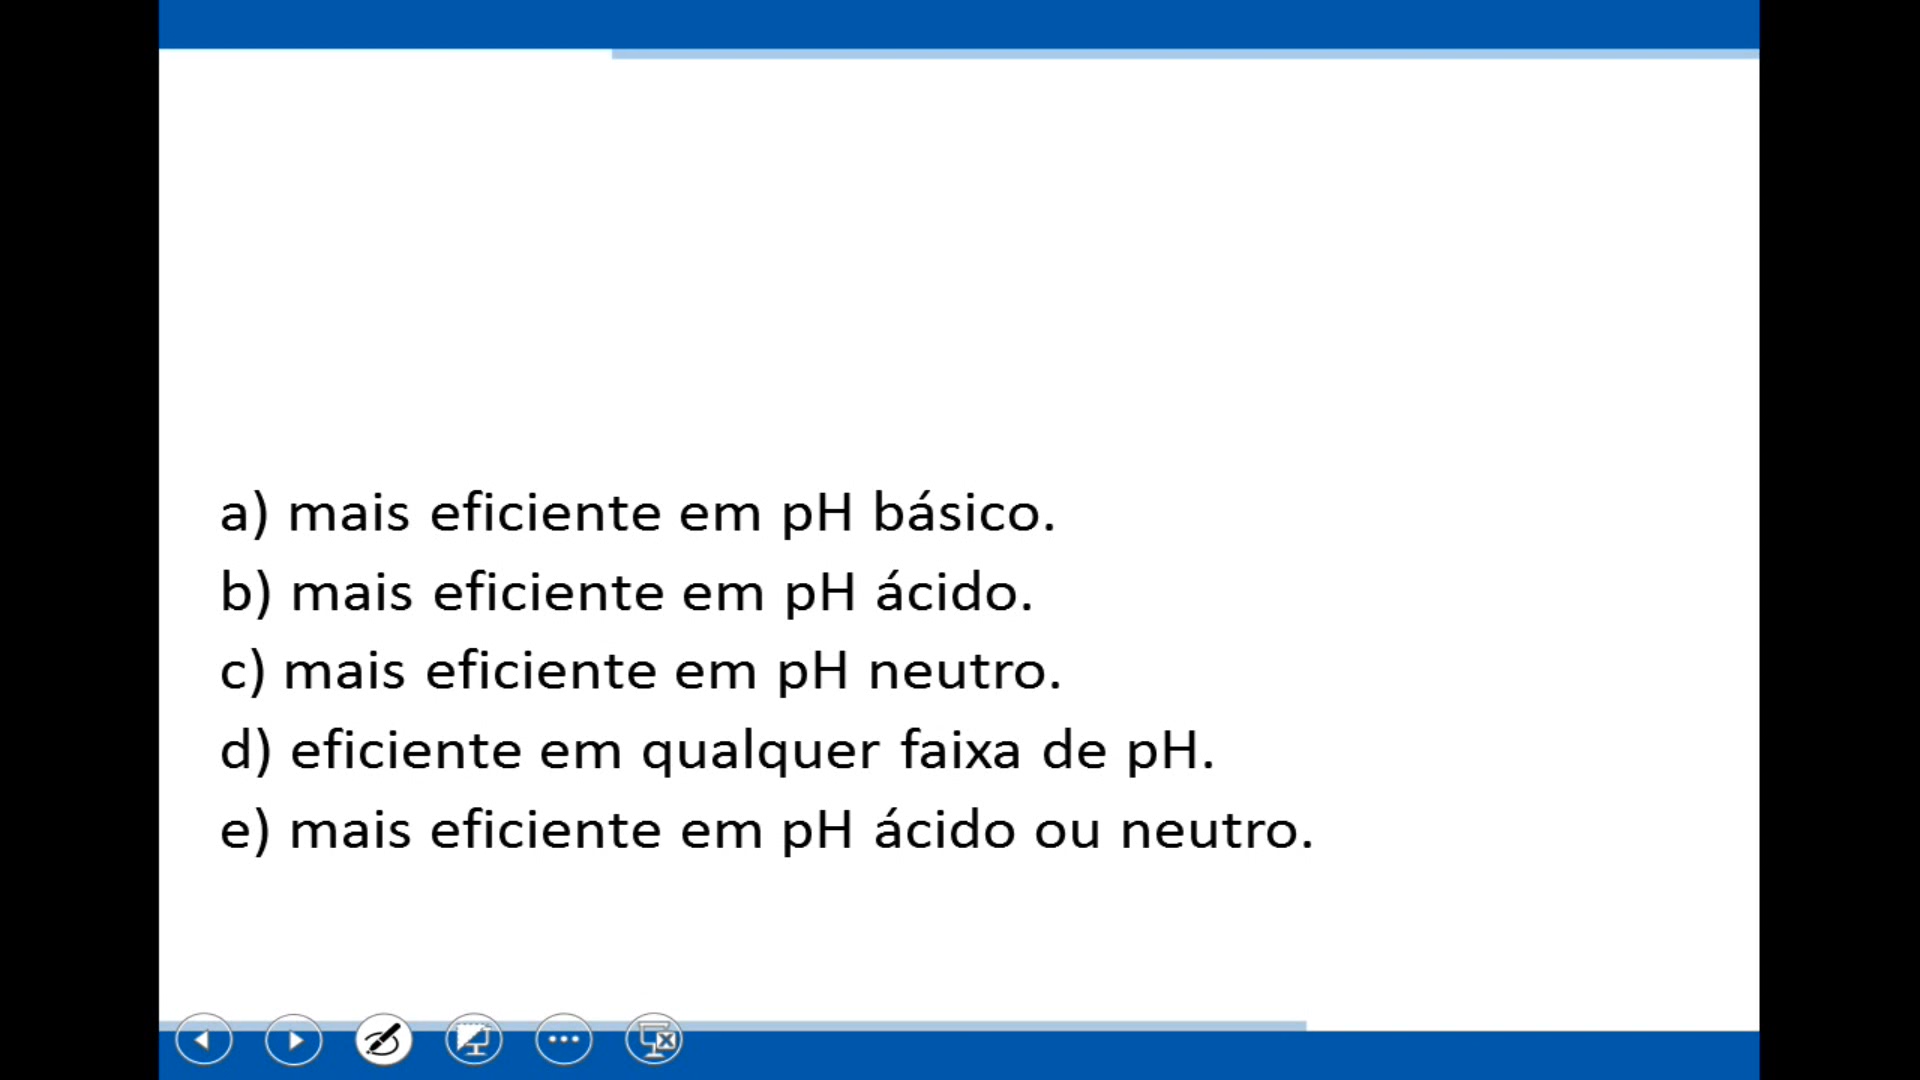 a) mais eficiente em pH básico.
b) mais eficiente em pH ácido.
c) mais eficiente em pH neutro.
d) eficiente em qualquer faixa de pH.
e) mais eficiente em pH ácido ou neutro.